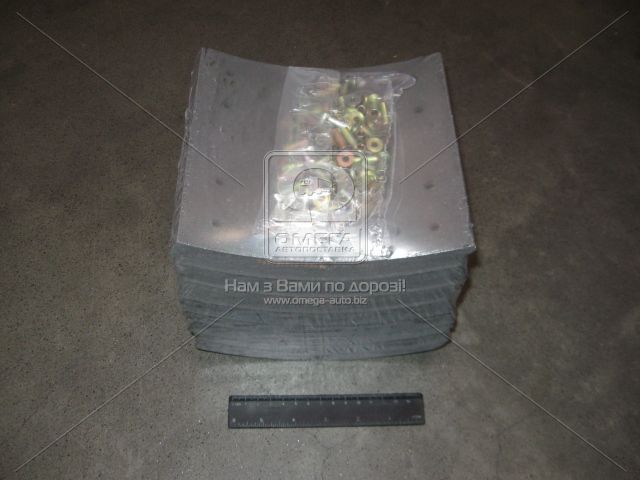 OMEGA
АВТОПОСТАВКА
Нам з Вами по дорозі!
www.omega-auto.biz